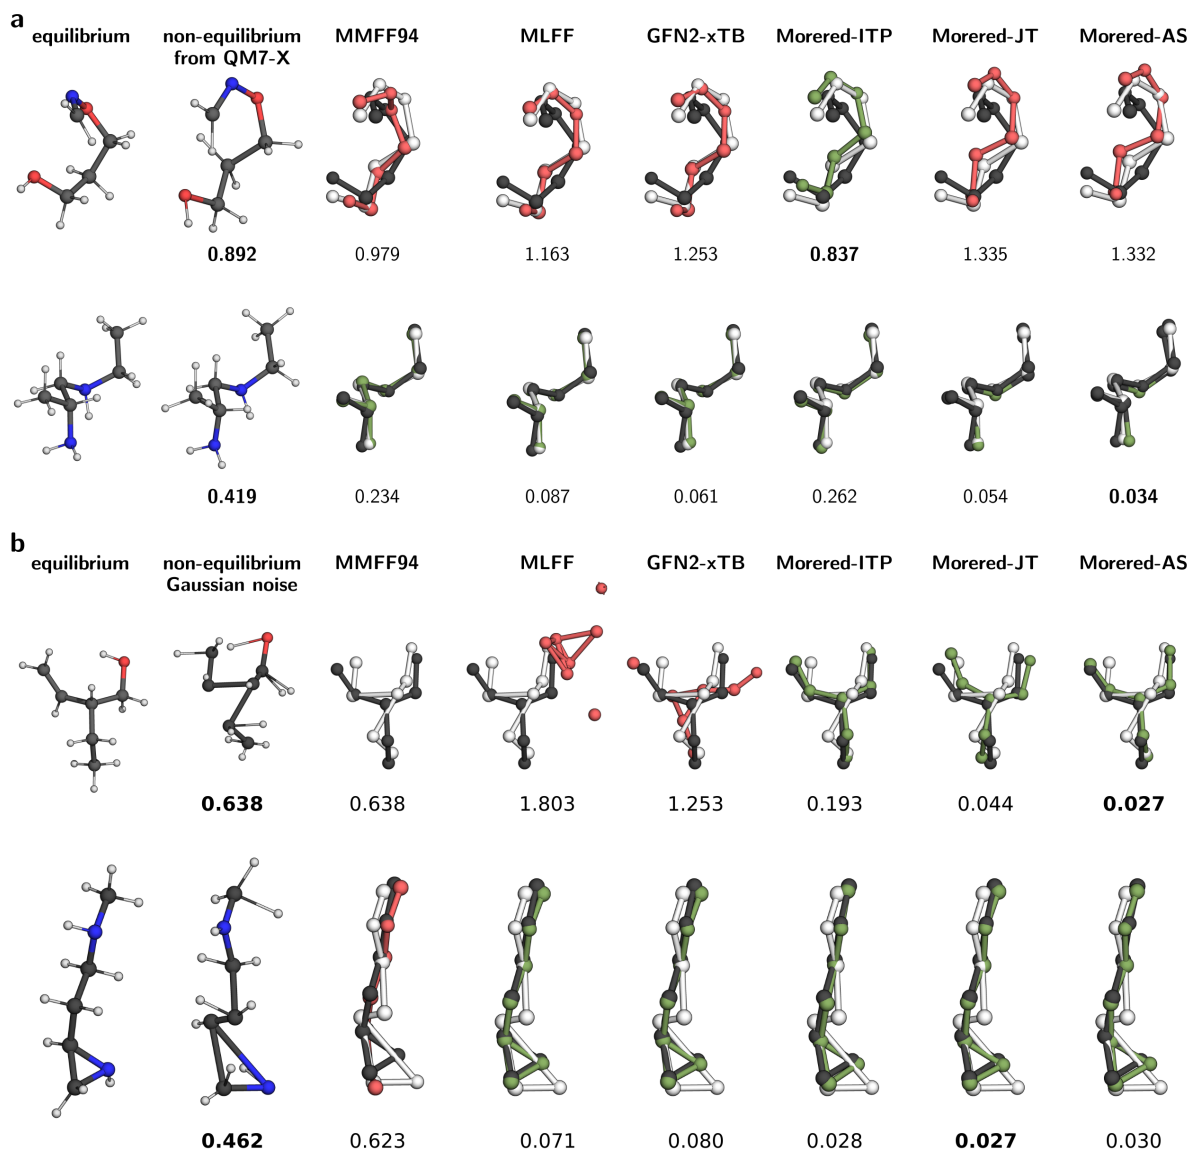 a
equilibrium non-equilibrium MMFF94 MLFF GFN2-xTB Morered-ITP Morered-JT Morered-AS
from QM7-X
0.892 0.979 1.163 1.253 0.837 1.335 1.332
0.419 0.234 0.087 0.061 0.262 0.054 0.034
b
equilibrium non-equilibrium MMFF94 MLFF GFN2-xTB Morered-ITP Morered-JT Morered-AS
Gaussian noise
0.638 0.638 1.803 1.253 0.193 0.044 0.027
0.462 0.623 0.071 0.080 0.028 0.027 0.030